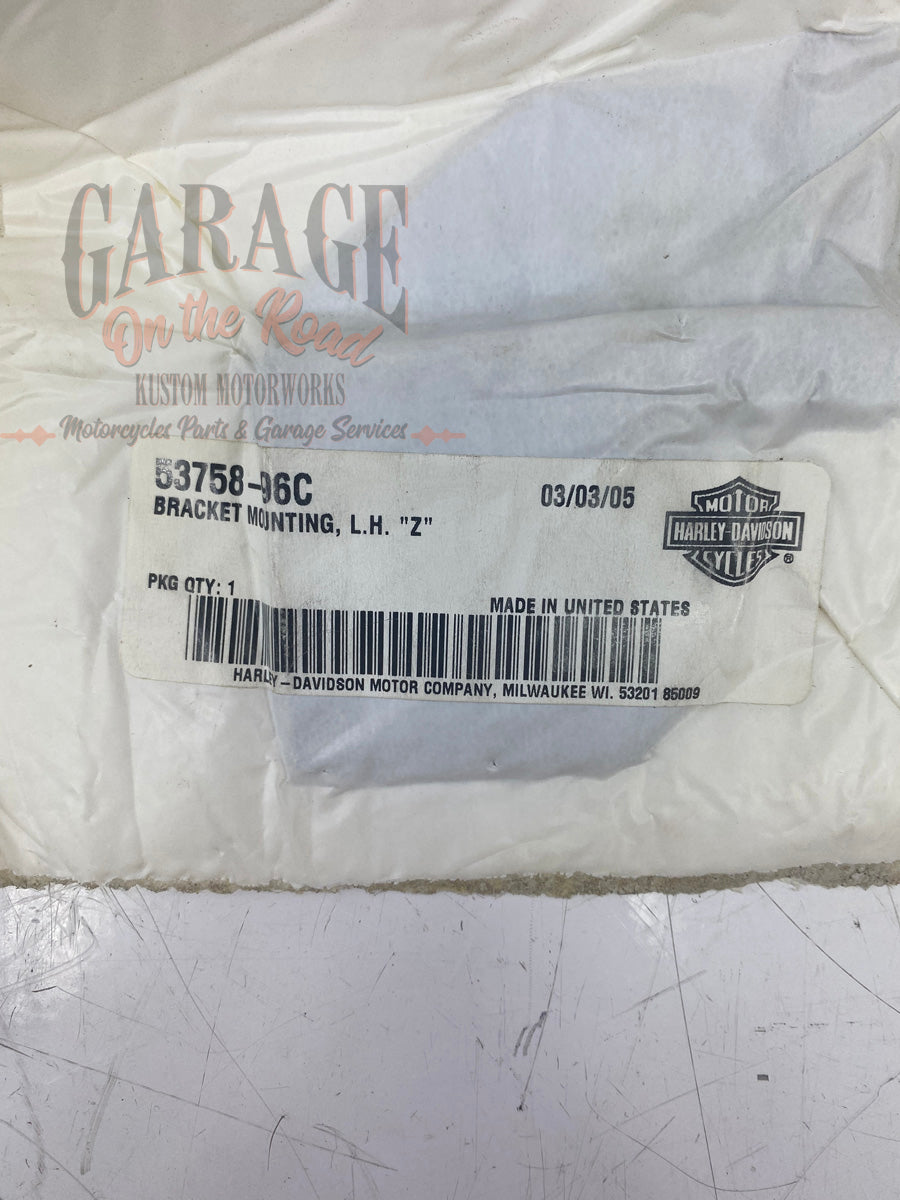 GARAGE
On the Road
KUSTOM MOTORWORKS
Motorcycles Parts & Garage Services
53758-96C
03/03/05
BRACKET MOUNTING, L.H. "Z"
MOTOR
HARLEY-DAVIDSON
CYCLES
®
PKG QTY: 1
MADE IN UNITED STATES
HARLEY-DAVIDSON MOTOR COMPANY, MILWAUKEE WI. 53201 85009